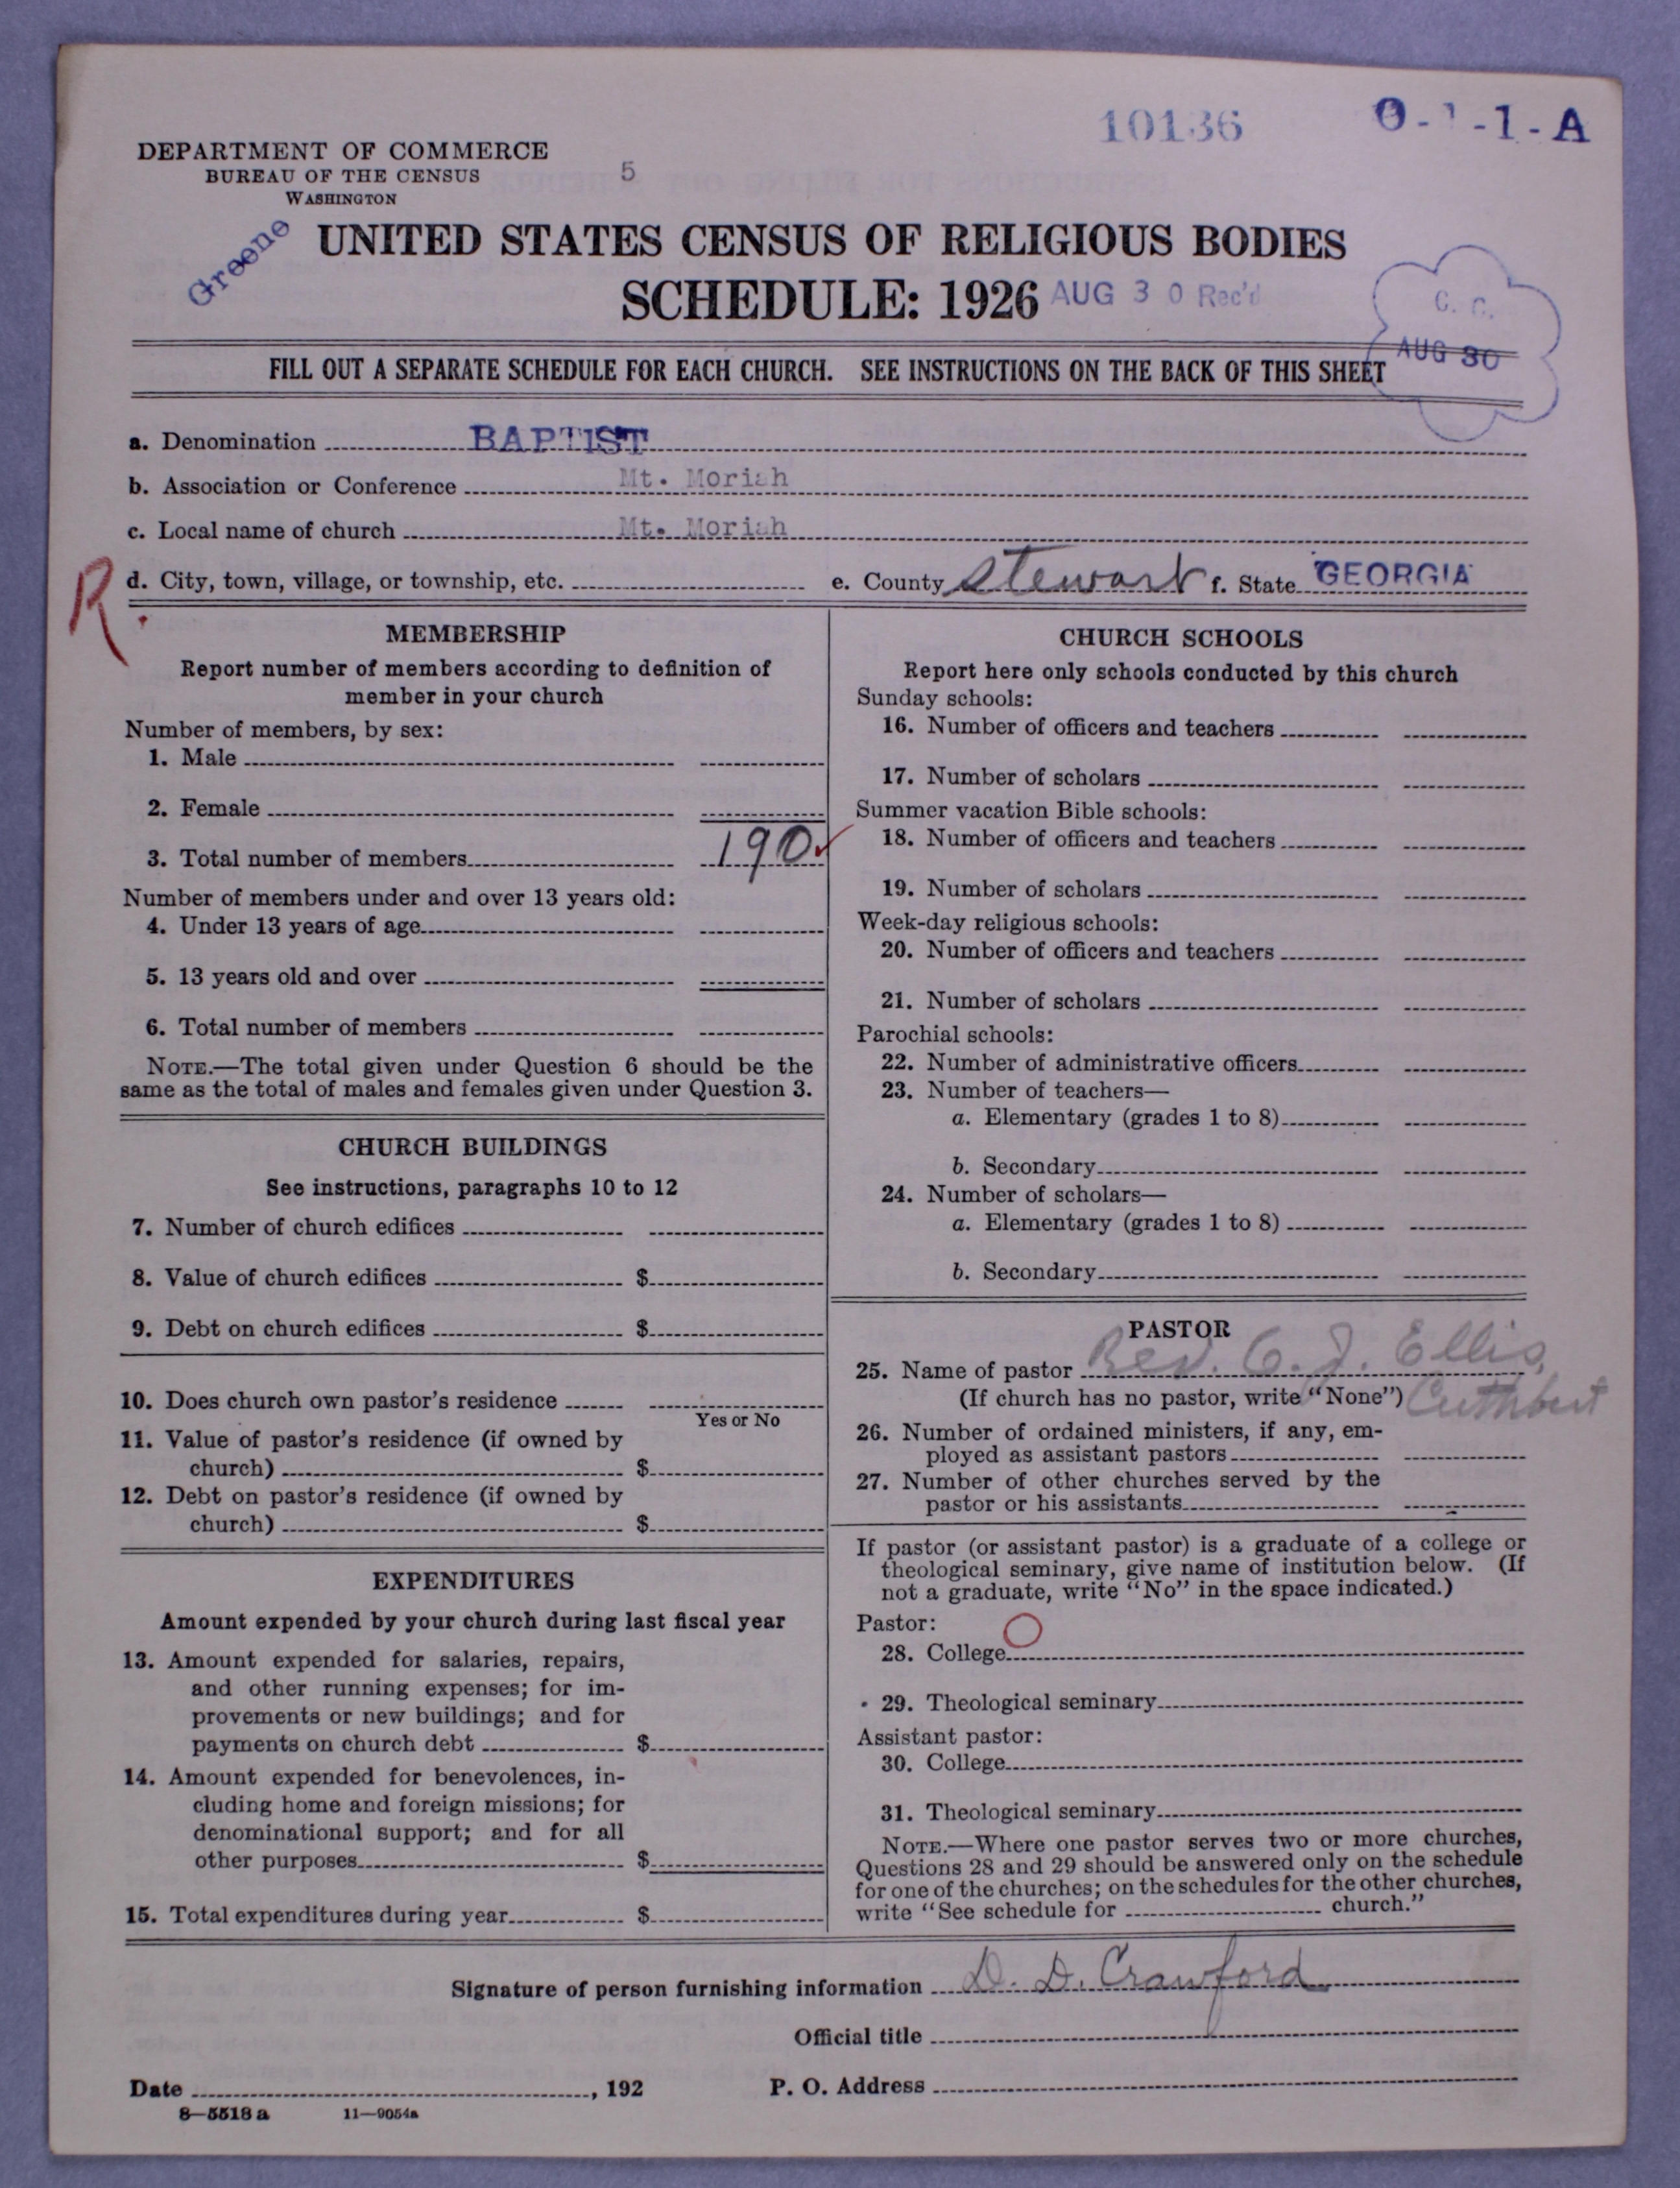 10136
0- -1-A
DEPARTMENT OF COMMERCE
BUREAU OF THE CENSUS
WASHINGTON
5
Greene
UNITED STATES CENSUS OF RELIGIOUS BODIES
SCHEDULE: 1926
AUG 30 Rec'd
C. C.
AUG 30
FILL OUT A SEPARATE SCHEDULE FOR EACH CHURCH. SEE INSTRUCTIONS ON THE BACK OF THIS SHEET
a. Denomination BAPTIST
b. Association or Conference Mt. Moriah
c. Local name of church Mt. Moriah
R.
d. City, town, village, or township, etc. e. County Stewart f. State GEORGIA
MEMBERSHIP
Report number of members according to definition of
member in your church
Number of members, by sex:
1. Male
2. Female
3. Total number of members 190
Number of members under and over 13 years old:
4. Under 13 years of age
5. 13 years old and over
6. Total number of members
NOTE.—The total given under Question 6 should be the
same as the total of males and females given under Question 3.
CHURCH BUILDINGS
See instructions, paragraphs 10 to 12
7. Number of church edifices
8. Value of church edifices $
9. Debt on church edifices $
10. Does church own pastor's residence
Yes or No
11. Value of pastor's residence (if owned by
church) $
12. Debt on pastor's residence (if owned by
church) $
EXPENDITURES
Amount expended by your church during last fiscal year
13. Amount expended for salaries, repairs,
and other running expenses; for im-
provements or new buildings; and for
payments on church debt $
14. Amount expended for benevolences, in-
cluding home and foreign missions; for
denominational support; and for all
other purposes $
15. Total expenditures during year $
CHURCH SCHOOLS
Report here only schools conducted by this church
Sunday schools:
16. Number of officers and teachers
17. Number of scholars
Summer vacation Bible schools:
18. Number of officers and teachers
19. Number of scholars
Week-day religious schools:
20. Number of officers and teachers
21. Number of scholars
Parochial schools:
22. Number of administrative officers
23. Number of teachers—
a. Elementary (grades 1 to 8)
b. Secondary
24. Number of scholars—
a. Elementary (grades 1 to 8)
b. Secondary
PASTOR
25. Name of pastor Rev. C. J. Ellis,
(If church has no pastor, write "None") Cuthbert
26. Number of ordained ministers, if any, em-
ployed as assistant pastors
27. Number of other churches served by the
pastor or his assistants
If pastor (or assistant pastor) is a graduate of a college or
theological seminary, give name of institution below. (If
not a graduate, write "No" in the space indicated.)
Pastor:
28. College
29. Theological seminary
Assistant pastor:
30. College
31. Theological seminary
NOTE.—Where one pastor serves two or more churches,
Questions 28 and 29 should be answered only on the schedule
for one of the churches; on the schedules for the other churches,
write "See schedule for church."
Signature of person furnishing information D. D. Crawford
Official title
Date , 192 P. O. Address
8—5518a 11—9054a